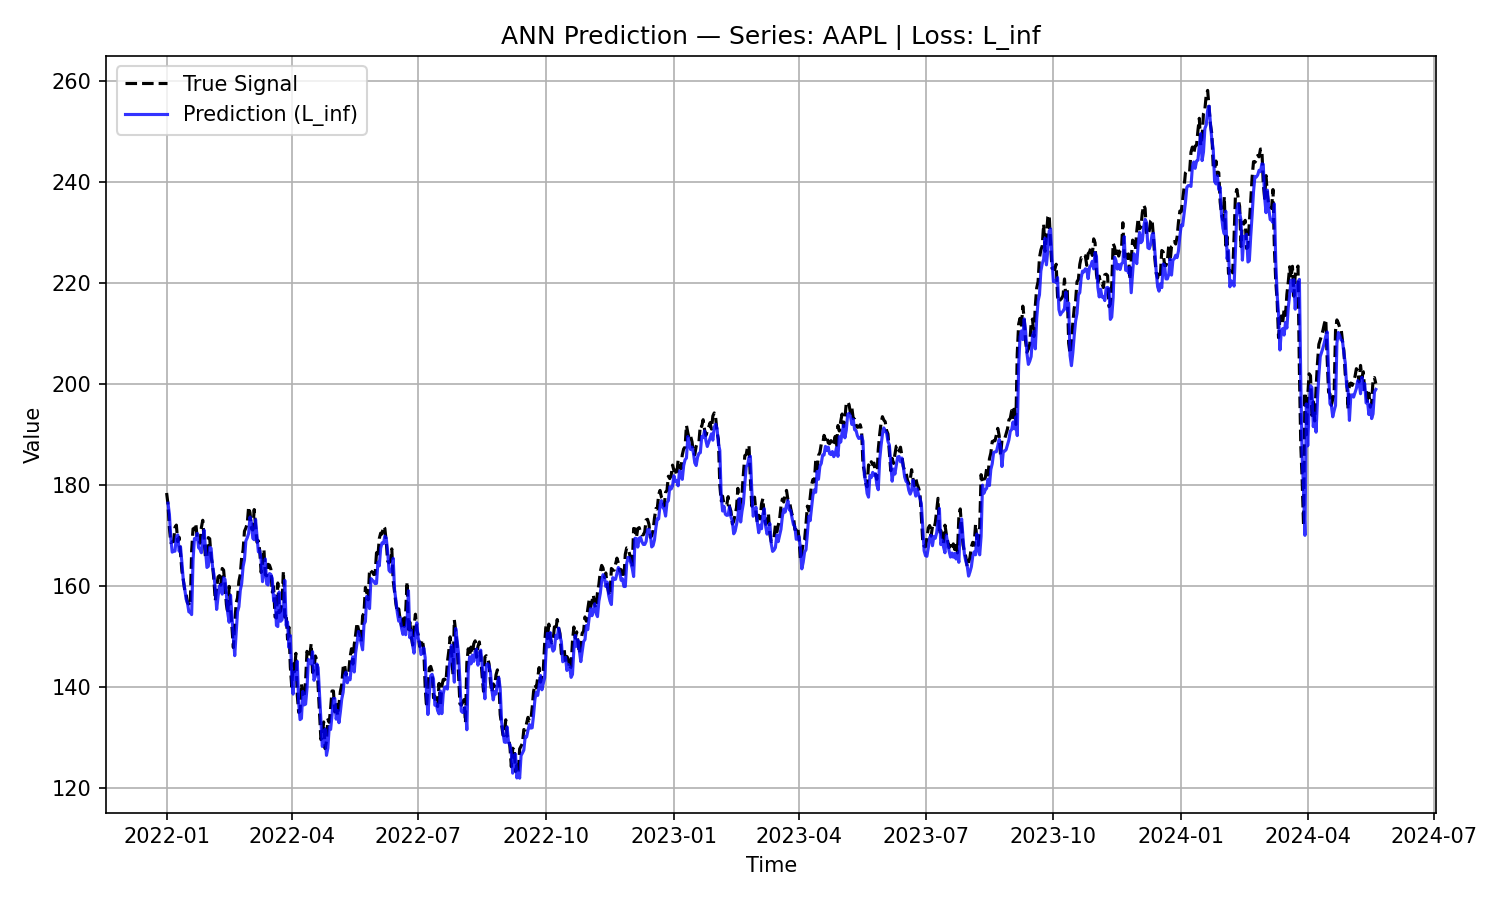 ANN Prediction — Series: AAPL | Loss: L_inf
True Signal
Prediction (L_inf)
260
240
220
200
180
160
140
120
Value
2022-01 2022-04 2022-07 2022-10 2023-01 2023-04 2023-07 2023-10 2024-01 2024-04 2024-07
Time